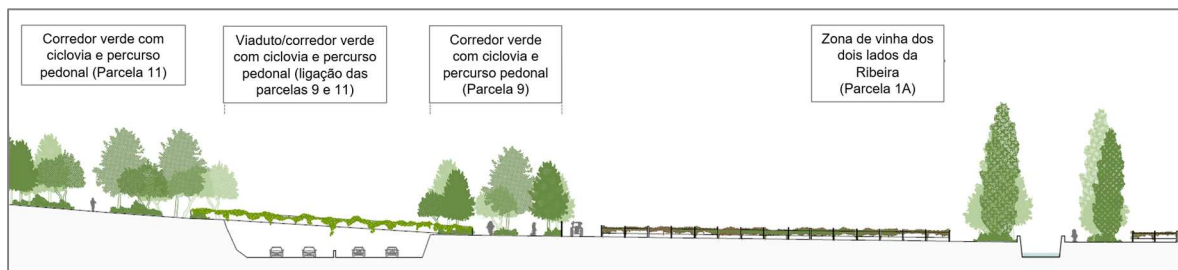 Corredor verde com
ciclovia e percurso
pedonal (Parcela 11)
Viaduto/corredor verde
com ciclovia e percurso
pedonal (ligação das
parcelas 9 e 11)
Corredor verde
com ciclovia e
percurso pedonal
(Parcela 9)
Zona de vinha dos
dois lados da
Ribeira
(Parcela 1A)